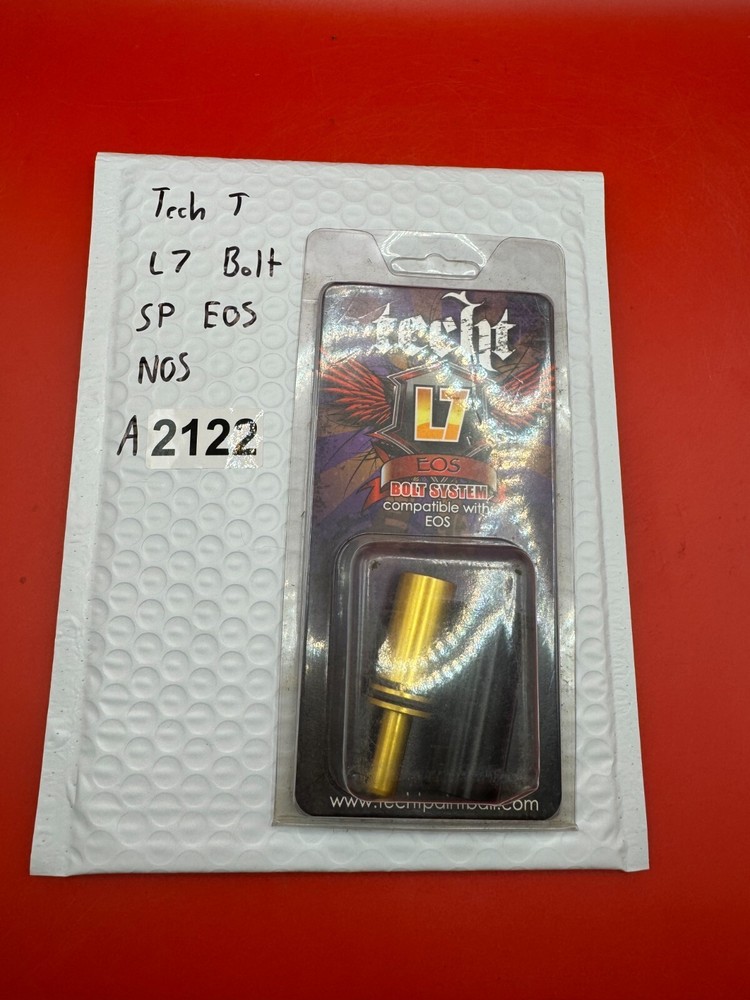 Tech T
L7 Bolt
SP EOS
NOS
A 2122
techt
L7
EOS
BOLT SYSTEM
compatible with
EOS
www.techtpaintball.com